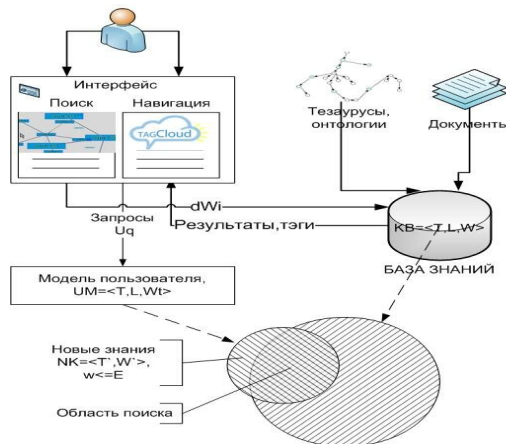 Интерфейс
Поиск
Навигация
TAGCloud
Тезаурусы,
онтологии
Документы
dWi
Результаты,тэги
Запросы
Uq
KB=<T,L,W>
БАЗА ЗНАНИЙ
Модель пользователя,
UM=<T,L,Wt>
Новые знания
NK=<T`,W`>,
w<=E
Область поиска